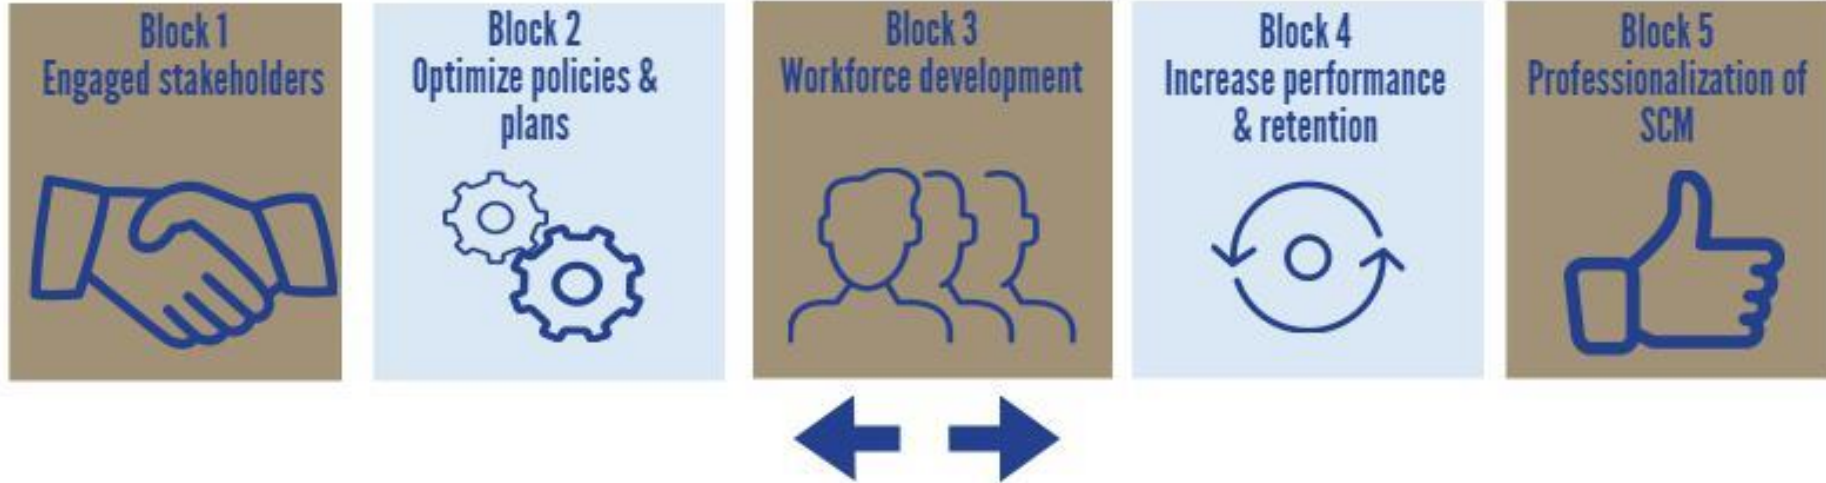 Block 1
Engaged stakeholders
Block 2
Optimize policies &
plans
Block 3
Workforce development
Block 4
Increase performance
& retention
Block 5
Professionalization of
SCM